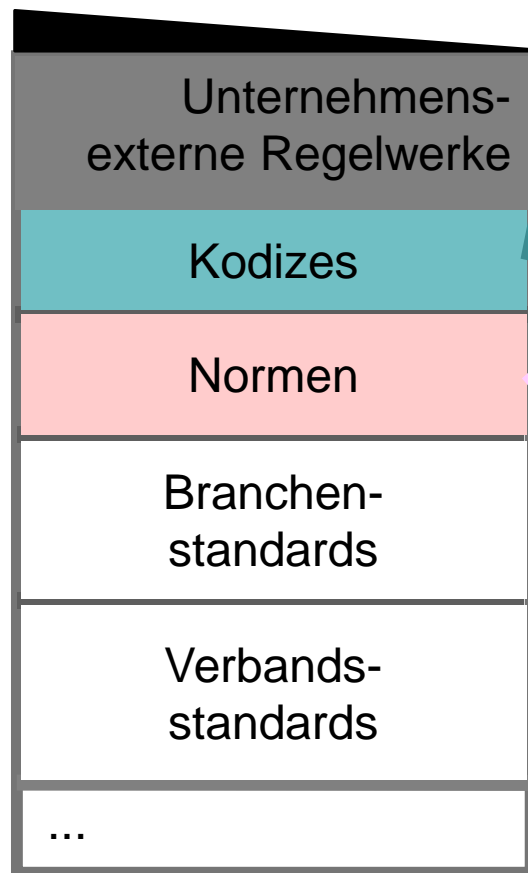 Unternehmens-
externe Regelwerke
Kodizes
Normen
Branchen-
standards
Verbands-
standards
...